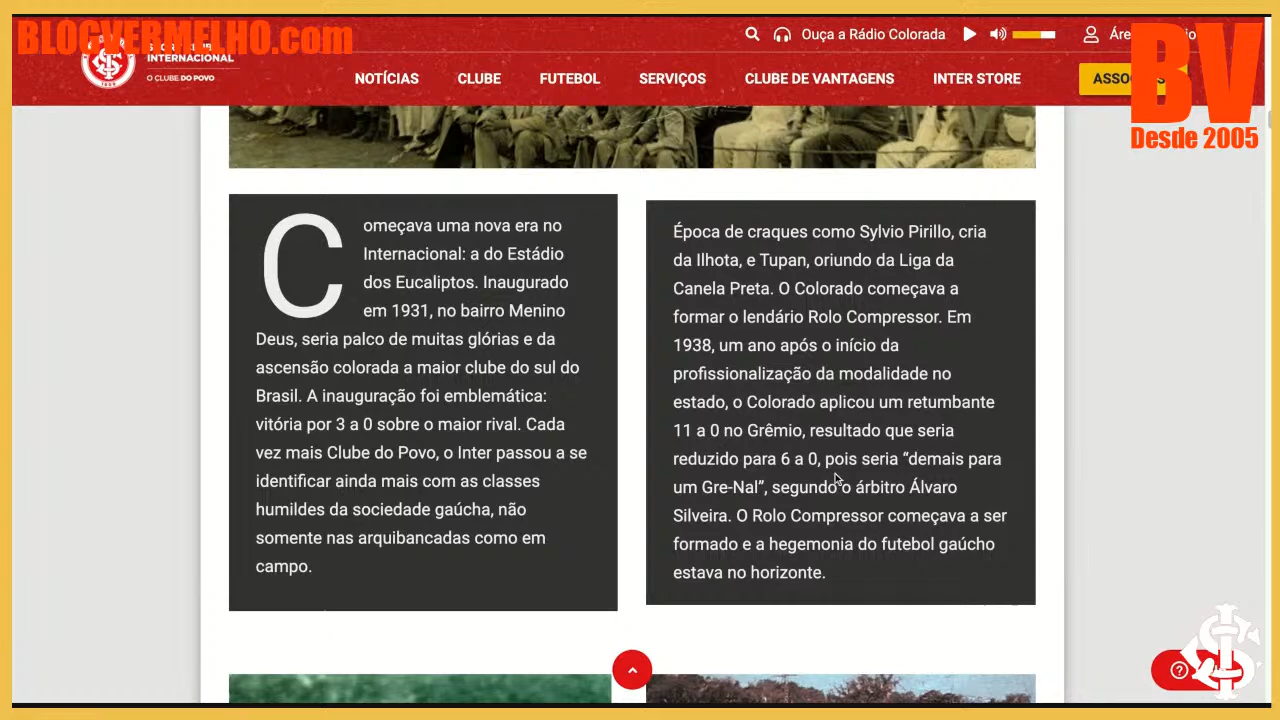 BLOGVERMELHO.com
INTERNACIONAL
O CLUBE DO POVO
Ouça a Rádio Colorada
BV
Desde 2005
NOTÍCIAS
CLUBE
FUTEBOL
SERVIÇOS
CLUBE DE VANTAGENS
INTER STORE
Começava uma nova era no
Internacional: a do Estádio
dos Eucaliptos. Inaugurado
em 1931, no bairro Menino
Deus, seria palco de muitas glórias e da
ascensão colorada a maior clube do sul do
Brasil. A inauguração foi emblemática:
vitória por 3 a 0 sobre o maior rival. Cada
vez mais Clube do Povo, o Inter passou a se
identificar ainda mais com as classes
humildes da sociedade gaúcha, não
somente nas arquibancadas como em
campo.
Época de craques como Sylvio Pirillo, cria
da Ilhota, e Tupan, oriundo da Liga da
Canela Preta. O Colorado começava a
formar o lendário Rolo Compressor. Em
1938, um ano após o início da
profissionalização da modalidade no
estado, o Colorado aplicou um retumbante
11 a 0 no Grêmio, resultado que seria
reduzido para 6 a 0, pois seria “demais para
um Gre-Nal”, segundo o árbitro Álvaro
Silveira. O Rolo Compressor começava a ser
formado e a hegemonia do futebol gaúcho
estava no horizonte.